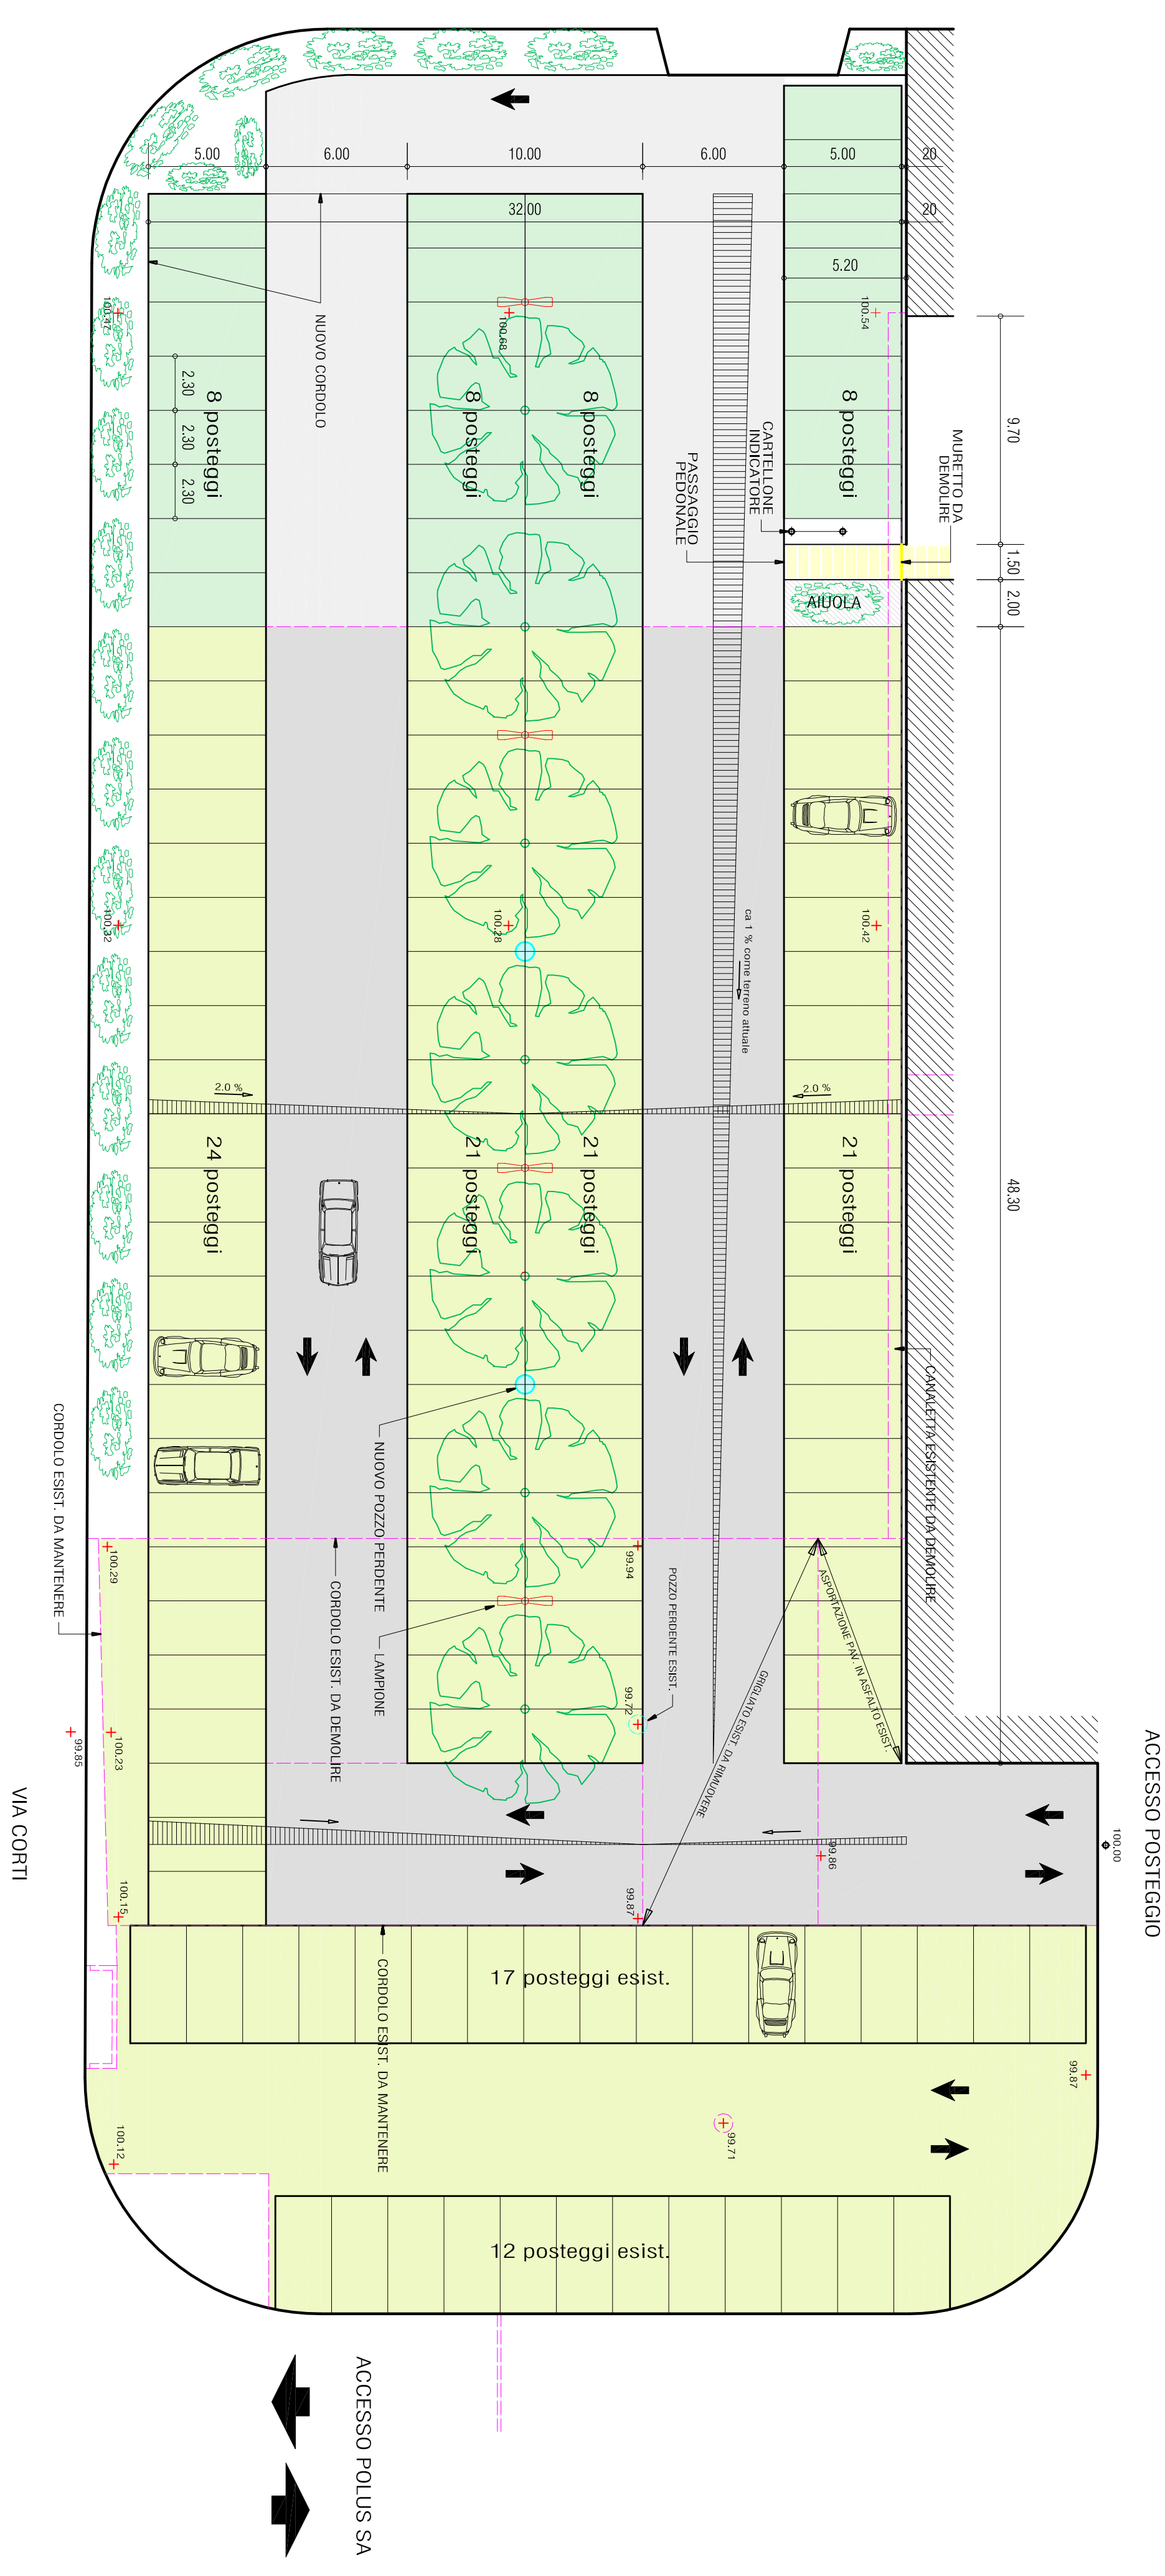 5.00
6.00
10.00
6.00
5.00
20
32.00
20
5.20
100.47
100.68
100.54
NUOVO CORDOLO
2.30
2.30
2.30
8 posteggi
8 posteggi
8 posteggi
8 posteggi
9.70
CARTELLONE
INDICATORE
PASSAGGIO
PEDONALE
MURETTO DA
DEMOLIRE
1.50
2.00
AIUOLA
100.32
100.28
100.42
ca 1 % come terreno attuale
2.0 %
2.0 %
24 posteggi
21 posteggi
21 posteggi
21 posteggi
48.30
CANALETTA ESISTENTE DA DEMOLIRE
CORDOLO ESIST. DA MANTENERE
NUOVO POZZO PERDENTE
100.29
CORDOLO ESIST. DA DEMOLIRE
LAMPIONE
99.94
POZZO PERDENTE ESIST.
99.72
ASPORTAZIONE PAV. IN ASFALTO ESIST.
GRIGLIATO ESIST. DA RIMUOVERE
99.85
100.23
VIA CORTI
ACCESSO POSTEGGIO
100.00
99.86
100.15
99.87
17 posteggi esist.
CORDOLO ESIST. DA MANTENERE
99.87
99.71
100.12
12 posteggi esist.
ACCESSO POLUS SA